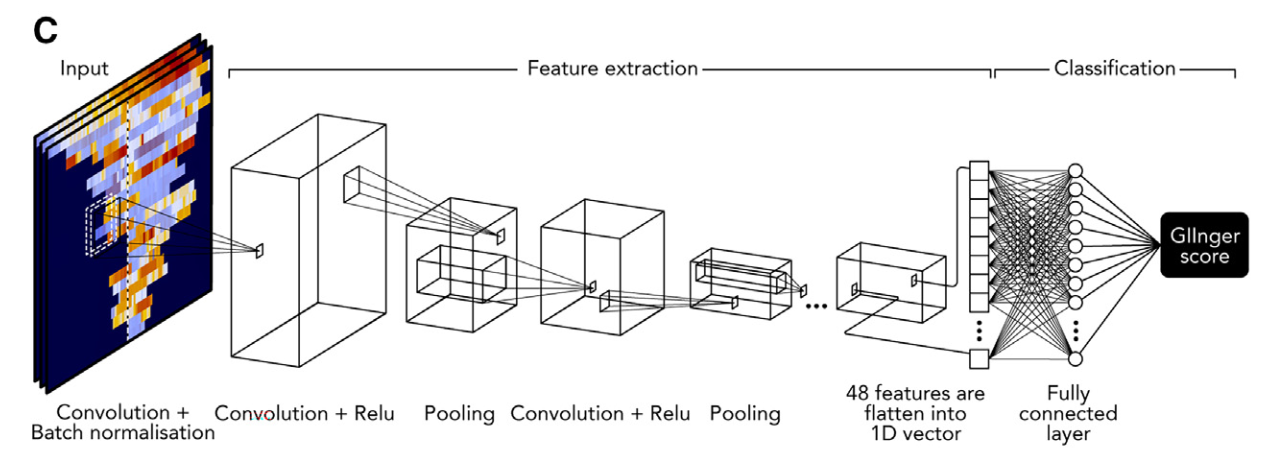 C
Input
Feature extraction
Classification
GIInger
score
Convolution +
Batch normalisation
Convolution + Relu
Pooling
Convolution + Relu
Pooling
48 features are
flatten into
1D vector
Fully
connected
layer